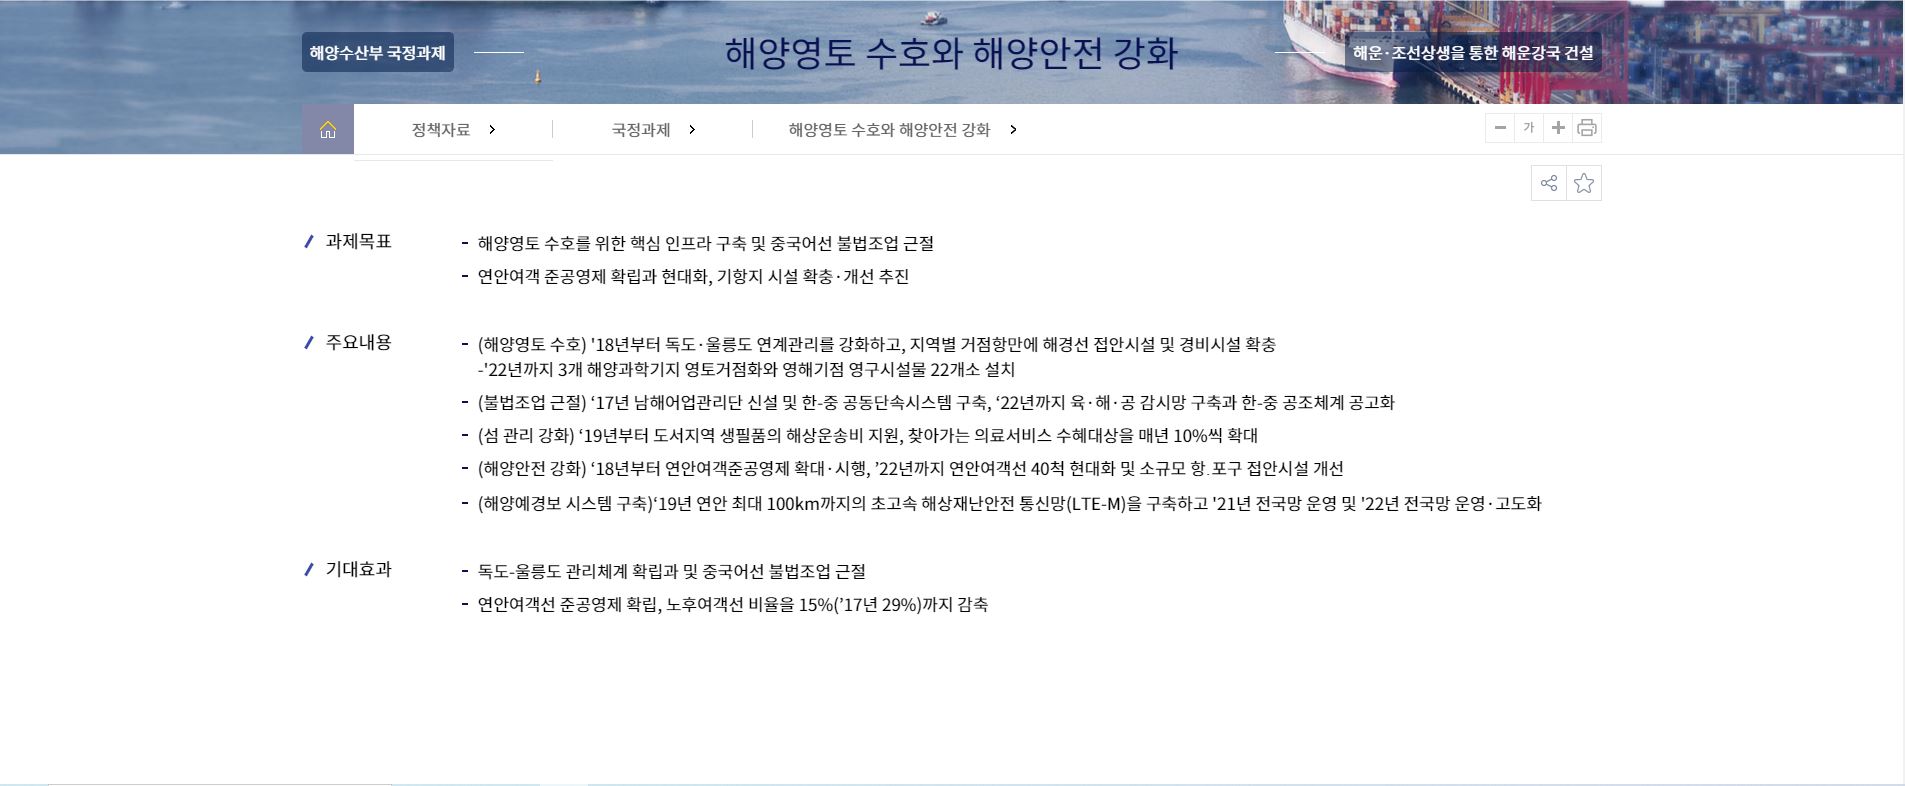 해양수산부 국정과제
해양영토 수호와 해양안전 강화
해운·조선상생을 통한 해운강국 건설
정책자료
국정과제
해양영토 수호와 해양안전 강화
가
과제목표
- 해양영토 수호를 위한 핵심 인프라 구축 및 중국어선 불법조업 근절
- 연안여객 준공영제 확립과 현대화, 기항지 시설 확충·개선 추진
주요내용
- (해양영토 수호) '18년부터 독도·울릉도 연계관리를 강화하고, 지역별 거점항만에 해경선 접안시설 및 경비시설 확충
-'22년까지 3개 해양과학기지 영토거점화와 영해기점 영구시설물 22개소 설치
- (불법조업 근절) ‘17년 남해어업관리단 신설 및 한-중 공동단속시스템 구축, ‘22년까지 육·해·공 감시망 구축과 한-중 공조체계 공고화
- (섬 관리 강화) ‘19년부터 도서지역 생필품의 해상운송비 지원, 찾아가는 의료서비스 수혜대상을 매년 10%씩 확대
- (해양안전 강화) ‘18년부터 연안여객준공영제 확대·시행, ’22년까지 연안여객선 40척 현대화 및 소규모 항.포구 접안시설 개선
- (해양예경보 시스템 구축)‘19년 연안 최대 100km까지의 초고속 해상재난안전 통신망(LTE-M)을 구축하고 '21년 전국망 운영 및 '22년 전국망 운영·고도화
기대효과
- 독도-울릉도 관리체계 확립과 및 중국어선 불법조업 근절
- 연안여객선 준공영제 확립, 노후여객선 비율을 15%(’17년 29%)까지 감축